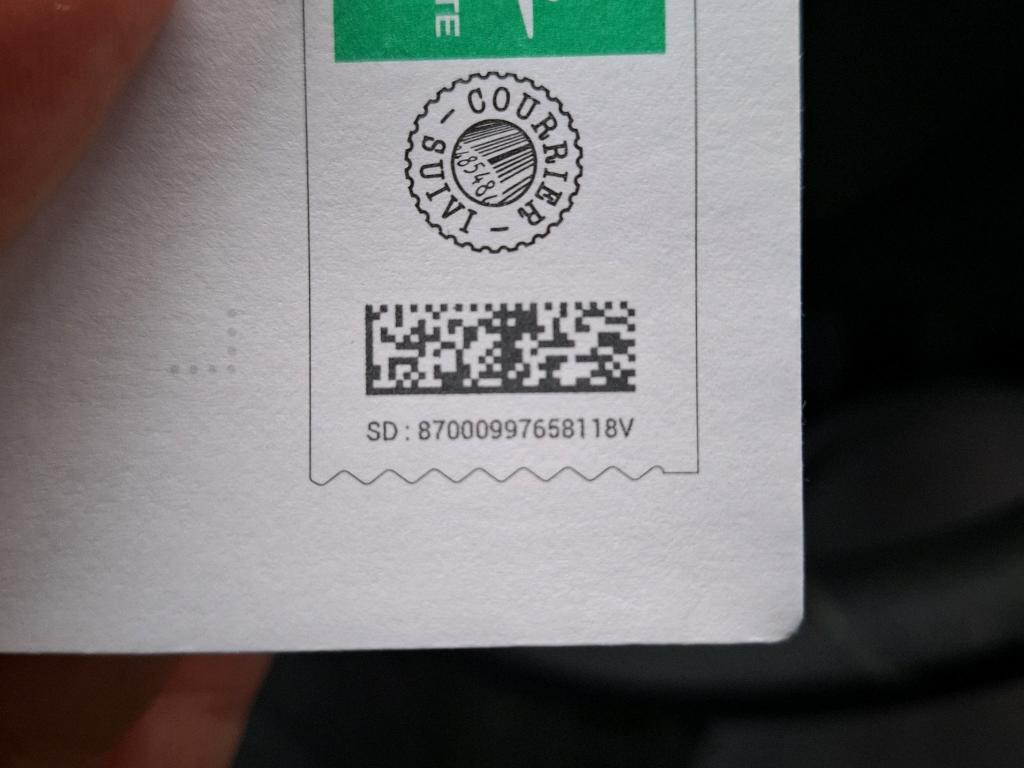 TE
COURRIER - SUIVI -
8548
SD : 87000997658118V